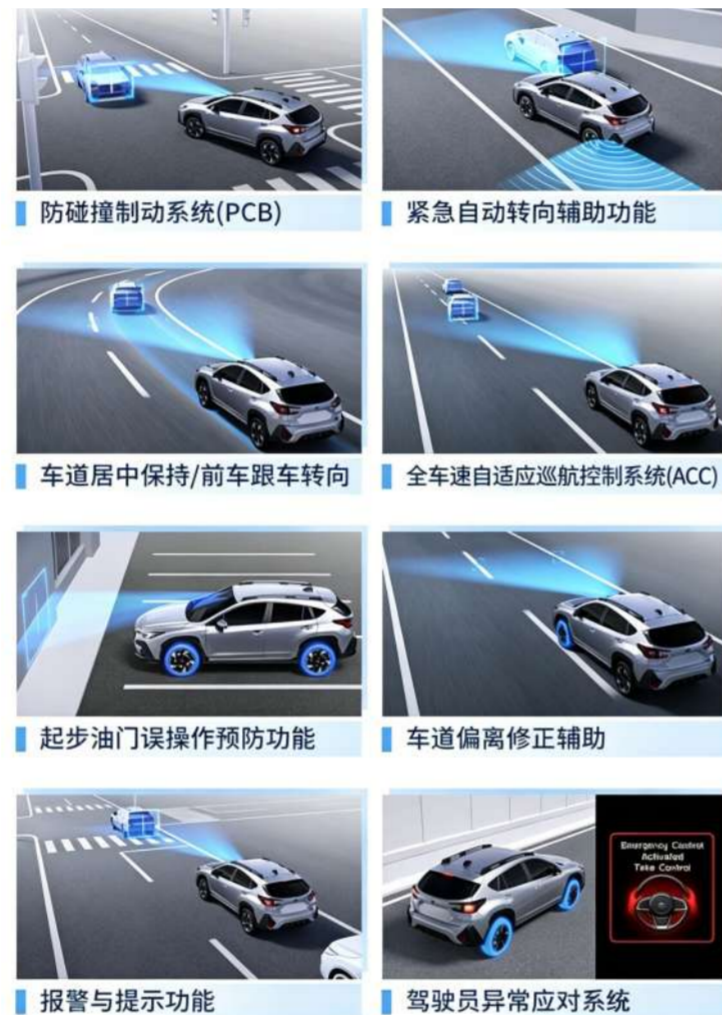 防碰撞制动系统(PCB)
紧急自动转向辅助功能
车道居中保持/前车跟车转向
全车速自适应巡航控制系统(ACC)
起步油门误操作预防功能
车道偏离修正辅助
Emergency Control
Activated
Take Control
报警与提示功能
驾驶员异常应对系统